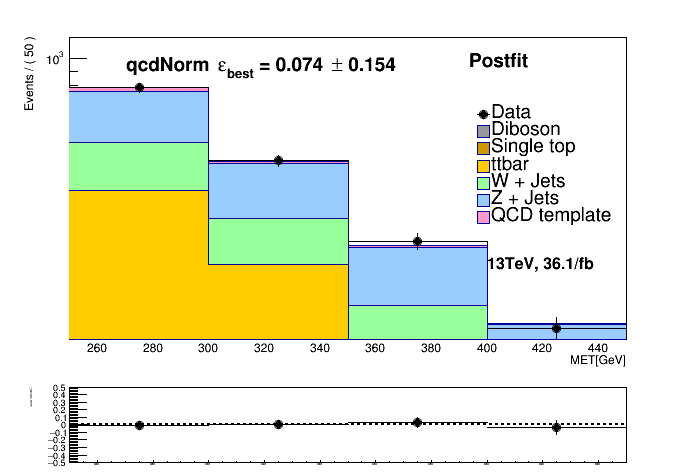 Events / ( 50 )
10³
qcdNorm εbest = 0.074 ± 0.154
Postfit
Data
Diboson
Single top
ttbar
W + Jets
Z + Jets
QCD template
13TeV, 36.1/fb
260 280 300 320 340 360 380 400 420 440
MET[GeV]
0.5
0.4
0.3
0.2
0.1
0
−0.1
−0.2
−0.3
−0.4
−0.5